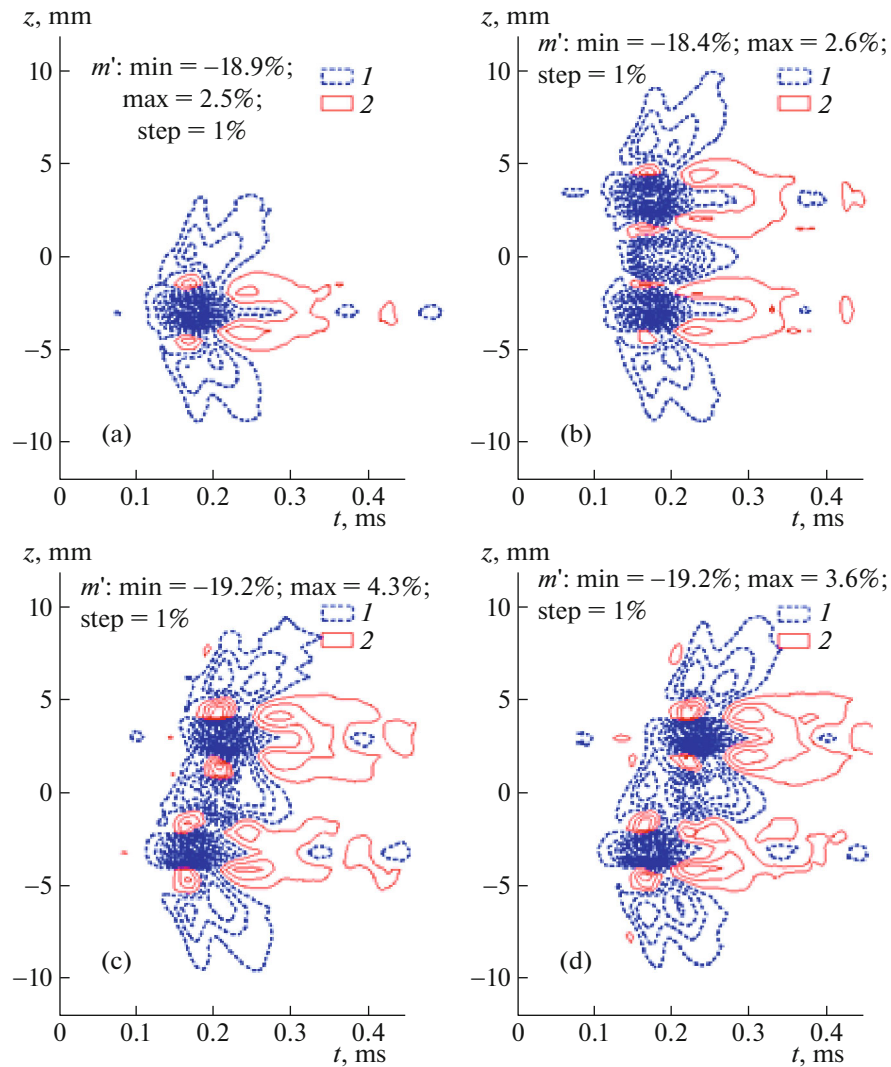 z, mm
10
5
0
−5
−10
m': min = −18.9%;
max = 2.5%;
step = 1%
1
2
(a)
0 0.1 0.2 0.3 0.4
t, ms
z, mm
10
5
0
−5
−10
m': min = −18.4%; max = 2.6%;
step = 1%
1
2
(b)
0 0.1 0.2 0.3 0.4
t, ms
z, mm
10
5
0
−5
−10
m': min = −19.2%; max = 4.3%;
step = 1%
1
2
(c)
0 0.1 0.2 0.3 0.4
t, ms
z, mm
10
5
0
−5
−10
m': min = −19.2%; max = 3.6%;
step = 1%
1
2
(d)
0 0.1 0.2 0.3 0.4
t, ms